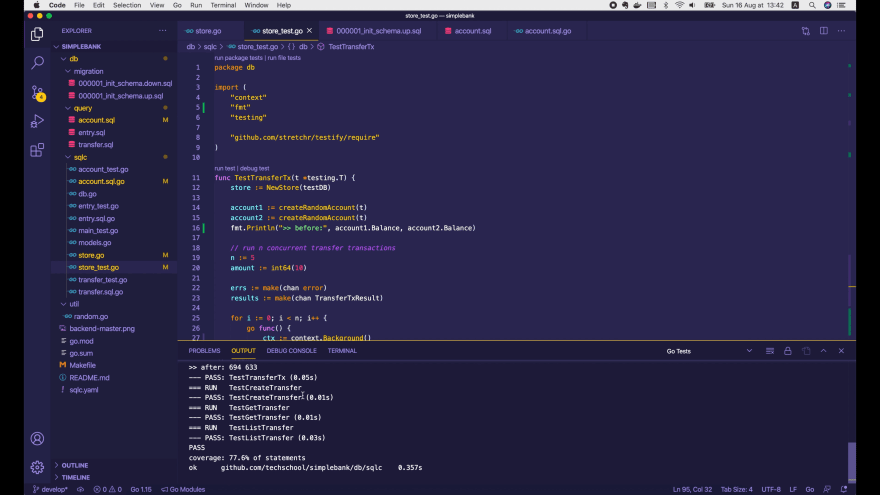 Code File Edit Selection View Go Run Terminal Window Help
Sun 16 Aug at 13:42
store_test.go — simplebank
EXPLORER
SIMPLEBANK
db
migration
000001_init_schema.down.sql
000001_init_schema.up.sql
query
account.sql M
entry.sql
transfer.sql
sqlc
account_test.go
account.sql.go M
db.go
entry_test.go
entry.sql.go
main_test.go
models.go
store.go M
store_test.go M
transfer_test.go
transfer.sql.go
util
random.go
backend-master.png
go.mod
go.sum
Makefile
README.md
sqlc.yaml
OUTLINE
TIMELINE
store.go store_test.go 000001_init_schema.up.sql account.sql account.sql.go
db > sqlc > store_test.go > {} db > TestTransferTx
run package tests | run file tests
1 package db
2
3 import (
4 "context"
5 "fmt"
6 "testing"
7
8 "github.com/stretchr/testify/require"
9 )
10
run test | debug test
11 func TestTransferTx(t *testing.T) {
12 store := NewStore(testDB)
13
14 account1 := createRandomAccount(t)
15 account2 := createRandomAccount(t)
16 fmt.Println(">> before:", account1.Balance, account2.Balance)
17
18 // run n concurrent transfer transactions
19 n := 5
20 amount := int64(10)
21
22 errs := make(chan error)
23 results := make(chan TransferTxResult)
24
25 for i := 0; i < n; i++ {
26 go func() {
27 ctx := context.Background()
PROBLEMS OUTPUT DEBUG CONSOLE TERMINAL Go Tests
>> after: 694 633
--- PASS: TestTransferTx (0.05s)
=== RUN TestCreateTransfer
--- PASS: TestCreateTransfer (0.01s)
=== RUN TestGetTransfer
--- PASS: TestGetTransfer (0.01s)
=== RUN TestListTransfer
--- PASS: TestListTransfer (0.03s)
PASS
coverage: 77.6% of statements
ok github.com/techschool/simplebank/db/sqlc 0.357s
develop* 0 0 Go 1.15 Go Modules Ln 95, Col 32 Tab Size: 4 UTF-8 LF Go